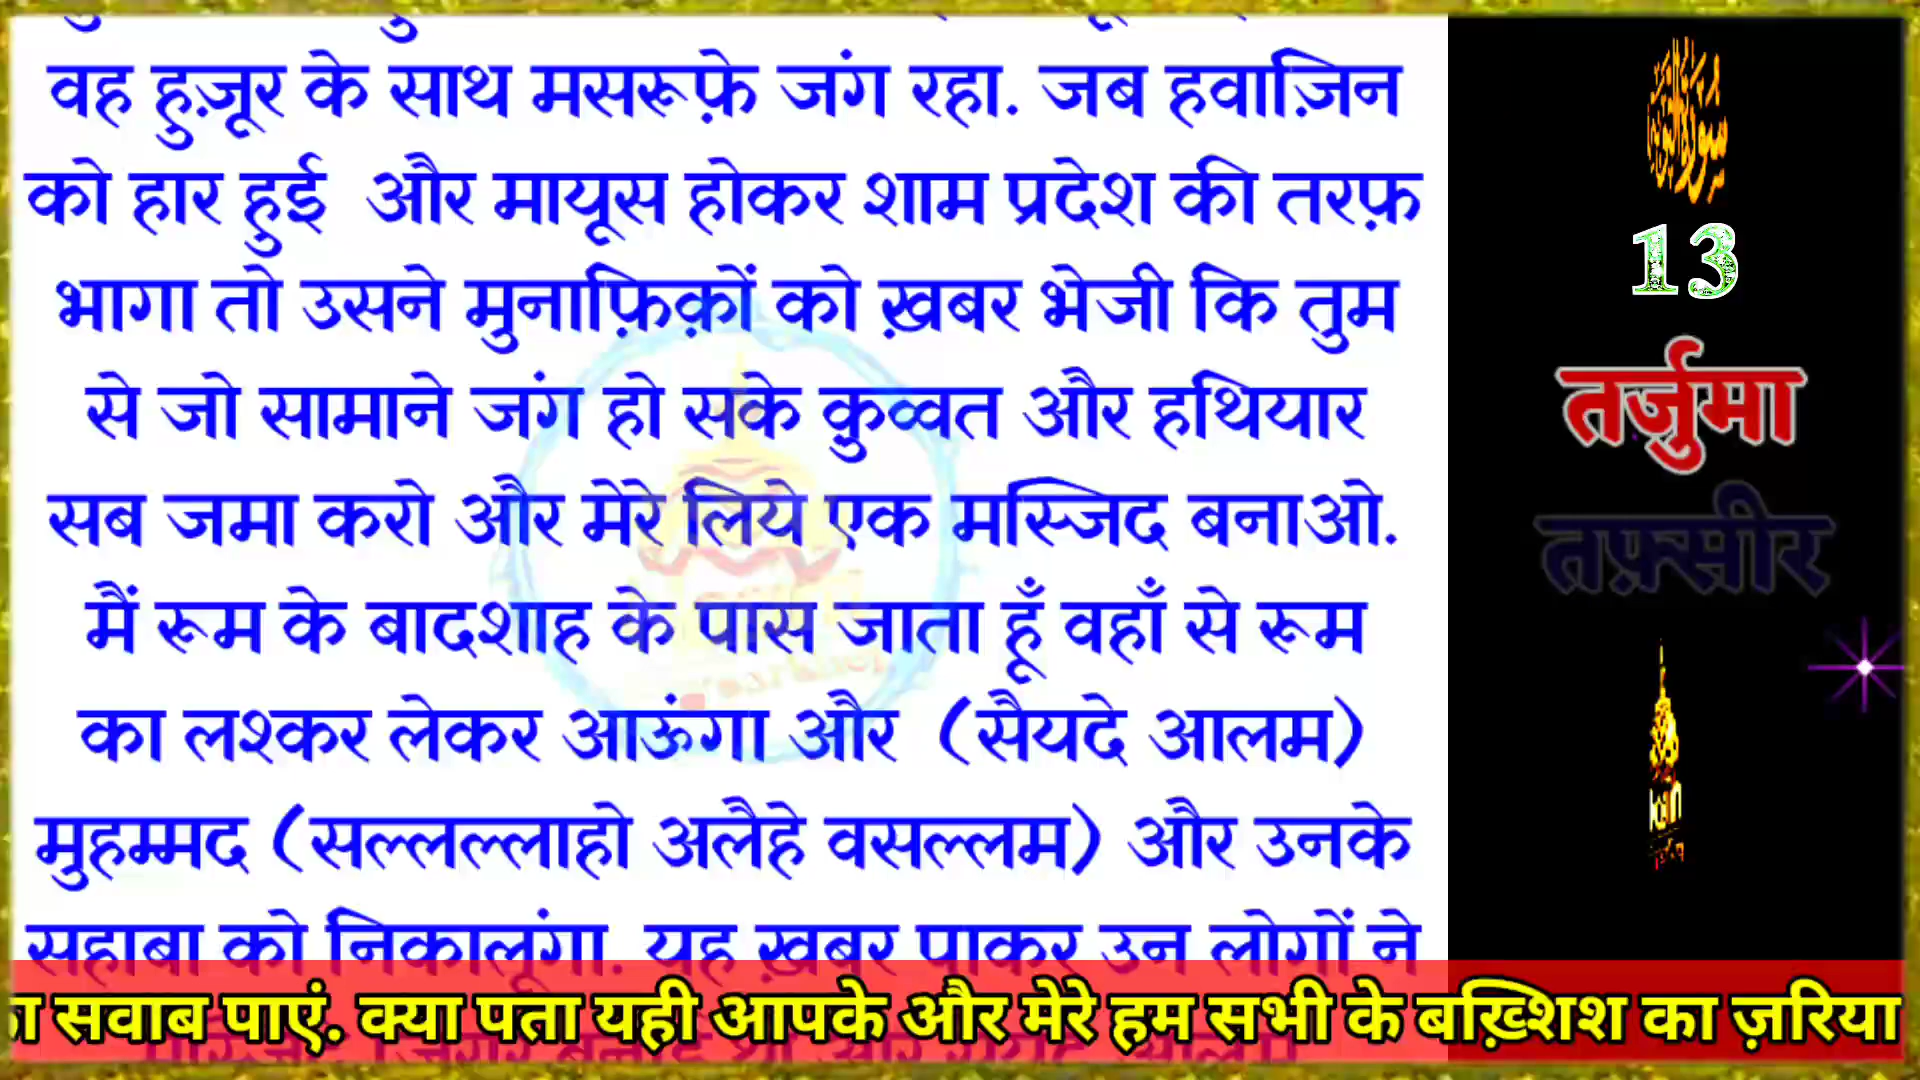 वह हुज़ूर के साथ मसरूफ़े जंग रहा. जब हवाज़िन
को हार हुई और मायूस होकर शाम प्रदेश की तरफ़
भागा तो उसने मुनाफ़िक़ों को ख़बर भेजी कि तुम
से जो सामाने जंग हो सके क़ुव्वत और हथियार
सब जमा करो और मेरे लिये एक मस्जिद बनाओ.
मैं रूम के बादशाह के पास जाता हूँ वहाँ से रूम
का लश्कर लेकर आऊंगा और (सैयदे आलम)
मुहम्मद (सल्लल्लाहो अलैहे वसल्लम) और उनके
सहाबा को निकालूंगा. यह ख़बर पाकर उन लोगों ने
सवाब पाएं. क्या पता यही आपके और मेरे हम सभी के बख़्शिश का ज़रिया
سورة التوبة
13
तर्जुमा
तफ़्सीर